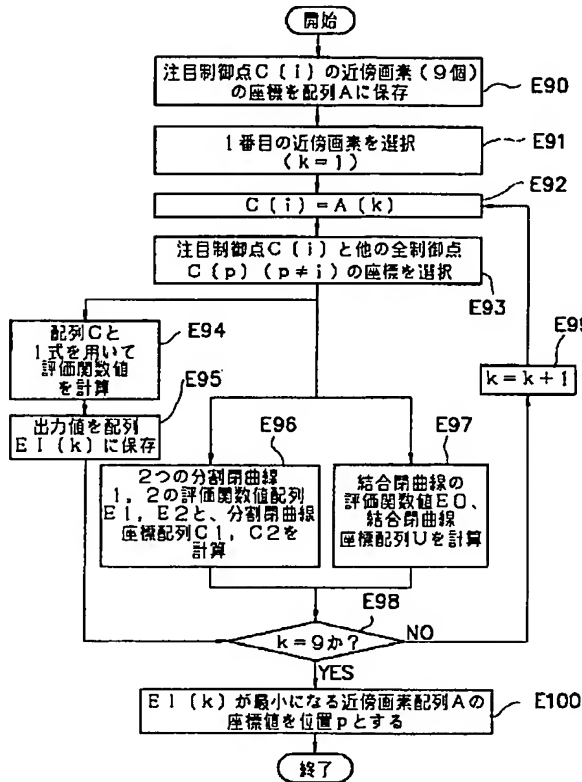 開始
注目制御点C(i)の近傍画素(9個)
の座標を配列Aに保存
E90
1番目の近傍画素を選択
(k=1)
E91
E92
C(i)=A(k)
注目制御点C(i)と他の全制御点
C(p)(p≠i)の座標を選択
E93
配列Cと
1式を用いて
評価関数値
を計算
E94
E95
出力値を配列
EI(k)に保存
E96
2つの分割閉曲線
1,2の評価関数値配列
E1,E2と、分割閉曲線
座標配列C1,C2を
計算
E97
結合閉曲線の
評価関数値E0、
結合閉曲線
座標配列Uを計算
E99
k=k+1
E98
k=9か?
NO
YES
EI(k)が最小になる近傍画素配列Aの
座標値を位置pとする
E100
終了